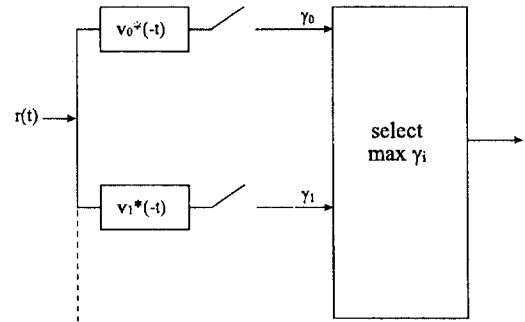 v₀*(-t)
γ₀
r(t)
select
max γᵢ
v₁*(-t)
γ₁